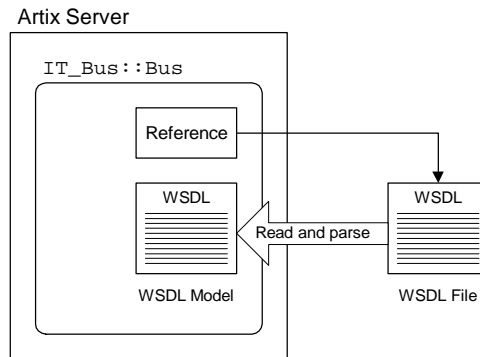 Artix Server
IT_Bus::Bus
Reference
WSDL
WSDL
Read and parse
WSDL Model
WSDL File